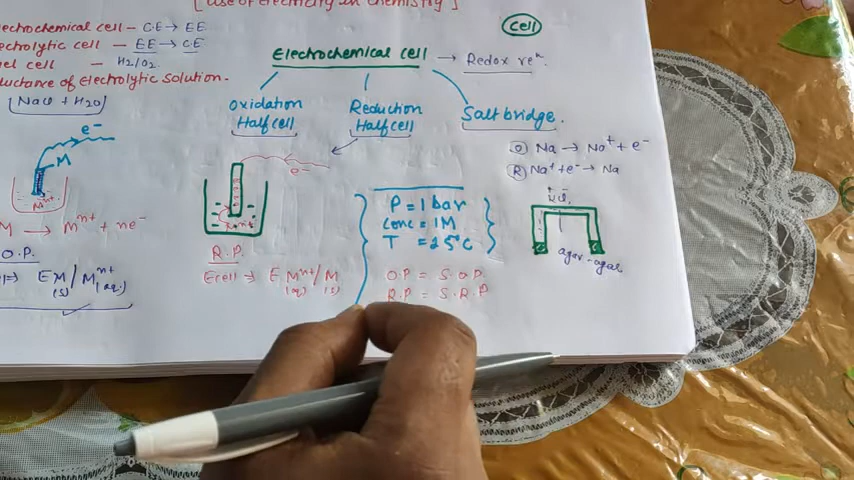 [use of electricity in chemistry]
Cell
ectrochemical cell - C.E → EE
ectrolytic cell - EE → CE
el cell - H2/O2
ductance of electrolytic solution.
[NaCl + H2O]
Electrochemical cell → Redox reⁿ.
Oxidation Half cell
Reduction Half cell
Salt bridge.
e⁻
M
Mⁿ⁺
M → Mⁿ⁺ + ne⁻
O.P.
EM/Mⁿ⁺
(s) (aq.)
e⁻
R.P.
Ecell ⇒ E Mⁿ⁺/M
(aq) (s)
P = 1 bar
Conc = 1M
T = 25°C
O.P = S.O.P.
R.P = S.R.P
O Na → Na⁺ + e⁻
R Na⁺ + e⁻ → Na
agar-agar